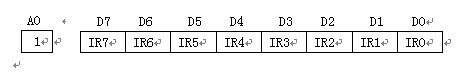 A0 D7 D6 D5 D4 D3 D2 D1 D0
1 IR7 IR6 IR5 IR4 IR3 IR2 IR1 IR0